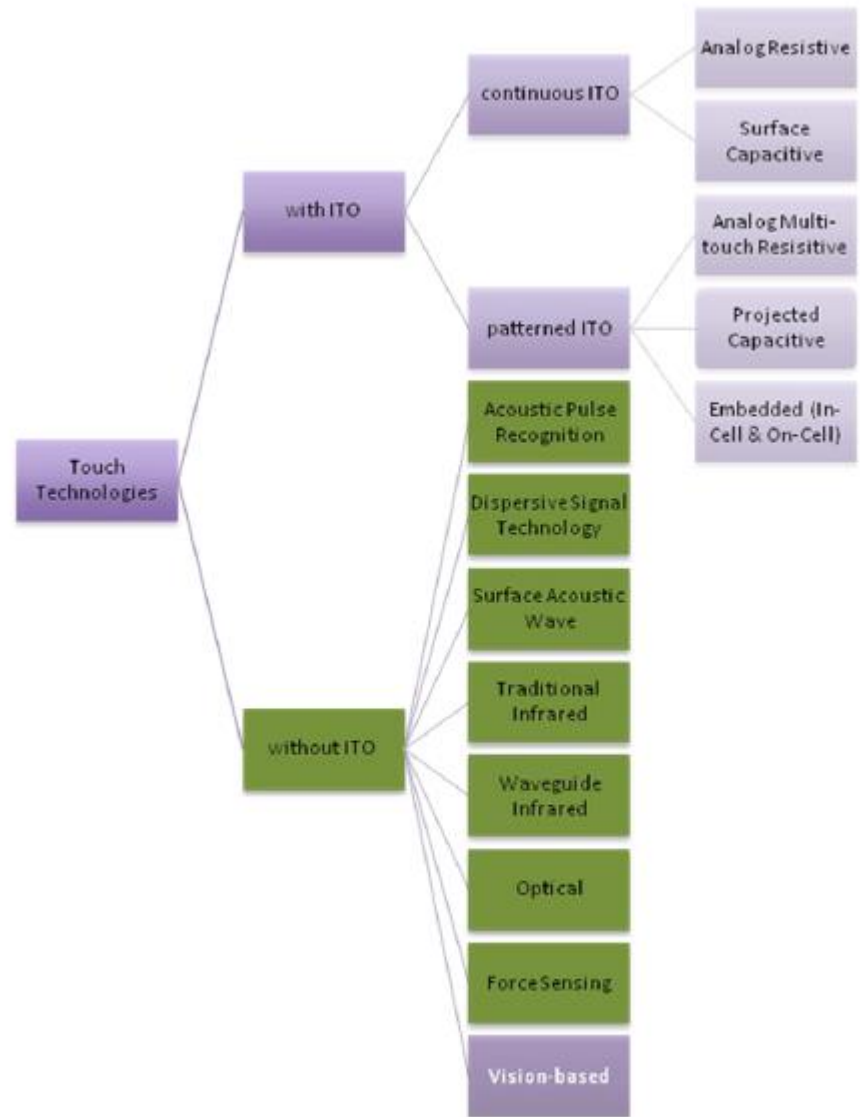 Analog Resistive
continuous ITO
Surface
Capacitive
with ITO
Analog Multi-
touch Resisitive
patterned ITO
Projected
Capacitive
Acoustic Pulse
Recognition
Embedded (In-
Cell & On-Cell)
Touch
Technologies
Dispersive Signal
Technology
Surface Acoustic
Wave
Traditional
Infrared
without ITO
Waveguide
Infrared
Optical
Force Sensing
Vision-based